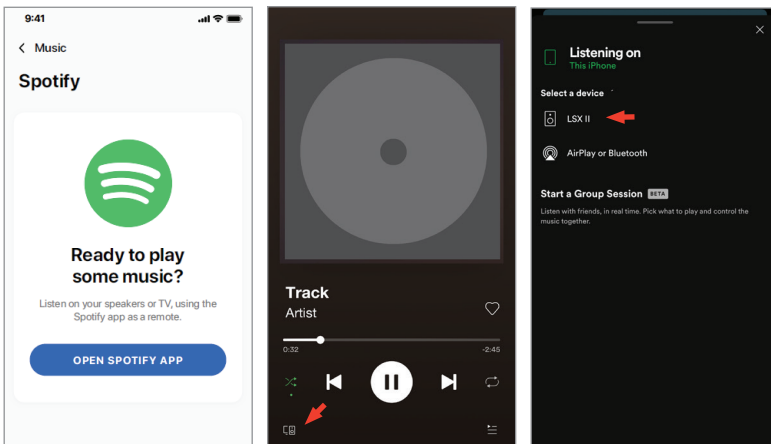 9:41
Music
Spotify
Ready to play
some music?
Listen on your speakers or TV, using the
Spotify app as a remote.
OPEN SPOTIFY APP
Track
Artist
0:32
-2:45
Listening on
This iPhone
Select a device
LSX II
AirPlay or Bluetooth
Start a Group Session BETA
Listen with friends, in real time. Pick what to play and control the
music together.